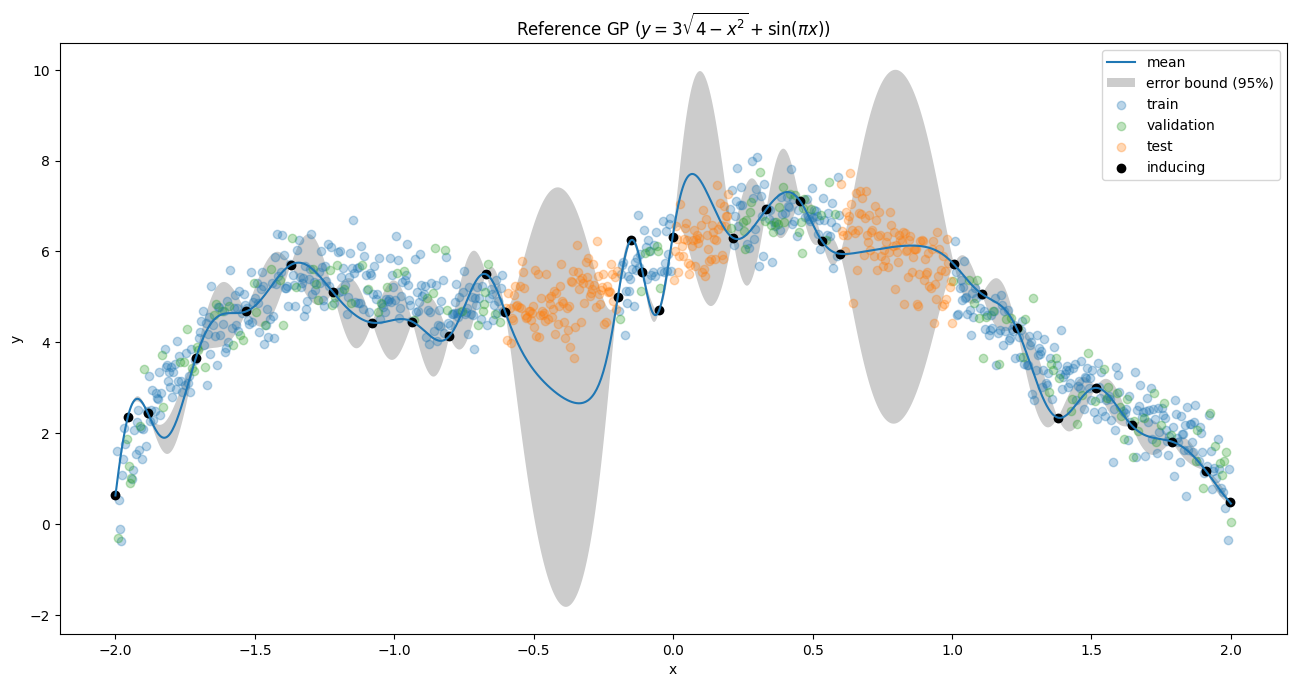 Reference GP (y = 3√(4 − x²) + sin(πx))
mean
error bound (95%)
train
validation
test
inducing
y
10
8
6
4
2
0
−2
−2.0 −1.5 −1.0 −0.5 0.0 0.5 1.0 1.5 2.0
x